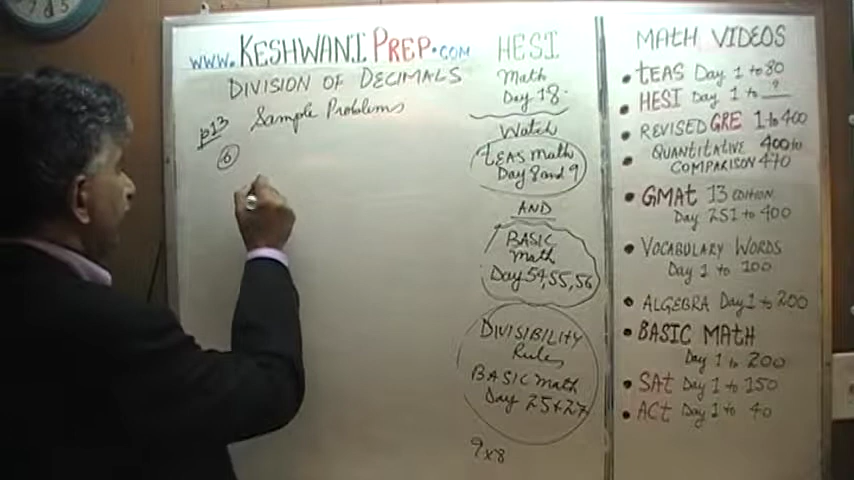 www.KESHWANIPREP.COM
DIVISION OF DECIMALS
p13 Sample Problems
6
HESI
Math
Day 18.
Watch
TEAS Math
Day 8 and 9
AND
BASIC
Math
Day 54,55,56
DIVISIBILITY
Rules
BASIC Math
Day 25+27
9x8
MATH VIDEOS
• TEAS Day 1 to 80
• HESI Day 1 to ?
• REVISED GRE 1 to 400
• QUANTITATIVE 400 to
COMPARISON 470
• GMAT 13 EDITION
Day 251 to 400
• VOCABULARY WORDS
Day 1 to 100
• ALGEBRA Day 1 to 200
• BASIC MATH
Day 1 to 200
• SAT Day 1 to 150
• ACT Day 1 to 40